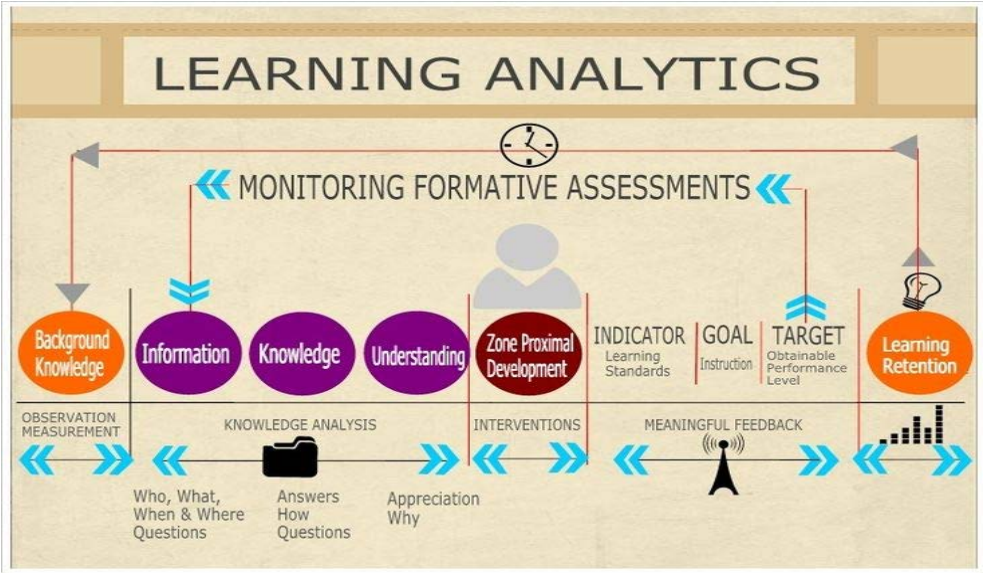 LEARNING ANALYTICS
MONITORING FORMATIVE ASSESSMENTS
Background
Knowledge
Information
Knowledge
Understanding
Zone Proximal
Development
INDICATOR
Learning
Standards
GOAL
Instruction
TARGET
Obtainable
Performance
Level
Learning
Retention
OBSERVATION
MEASUREMENT
KNOWLEDGE ANALYSIS
INTERVENTIONS
MEANINGFUL FEEDBACK
Who, What,
When & Where
Questions
Answers
How
Questions
Appreciation
Why